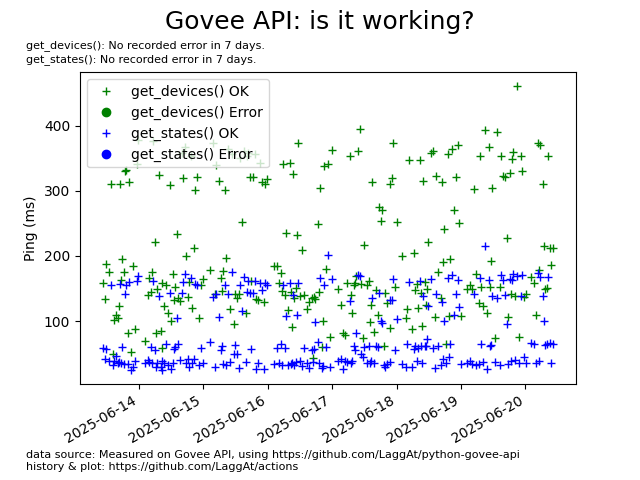 Govee API: is it working?
get_devices(): No recorded error in 7 days.
get_states(): No recorded error in 7 days.
get_devices() OK
get_devices() Error
get_states() OK
get_states() Error
Ping (ms)
400
300
200
100
2025-06-14
2025-06-15
2025-06-16
2025-06-17
2025-06-18
2025-06-19
2025-06-20
data source: Measured on Govee API, using https://github.com/LaggAt/python-govee-api
history & plot: https://github.com/LaggAt/actions